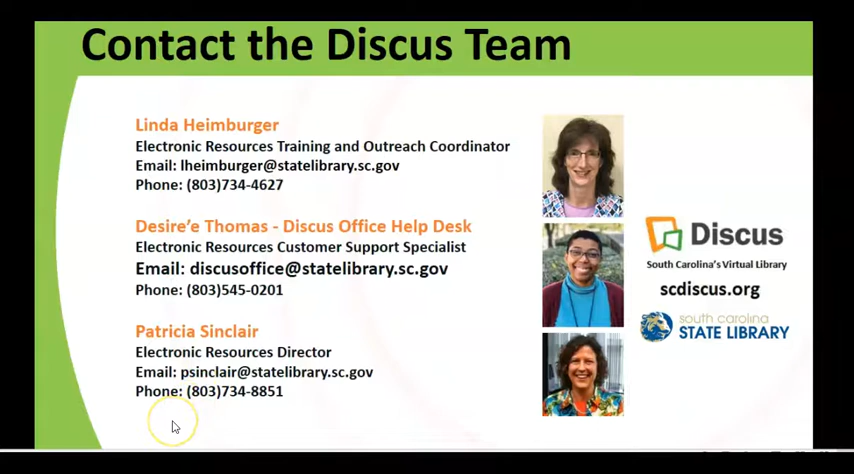 Contact the Discus Team
Linda Heimburger
Electronic Resources Training and Outreach Coordinator
Email: lheimburger@statelibrary.sc.gov
Phone: (803)734-4627
Desire’e Thomas - Discus Office Help Desk
Electronic Resources Customer Support Specialist
Email: discusoffice@statelibrary.sc.gov
Phone: (803)545-0201
Patricia Sinclair
Electronic Resources Director
Email: psinclair@statelibrary.sc.gov
Phone: (803)734-8851
Discus
South Carolina’s Virtual Library
scdiscus.org
south carolina
STATE LIBRARY